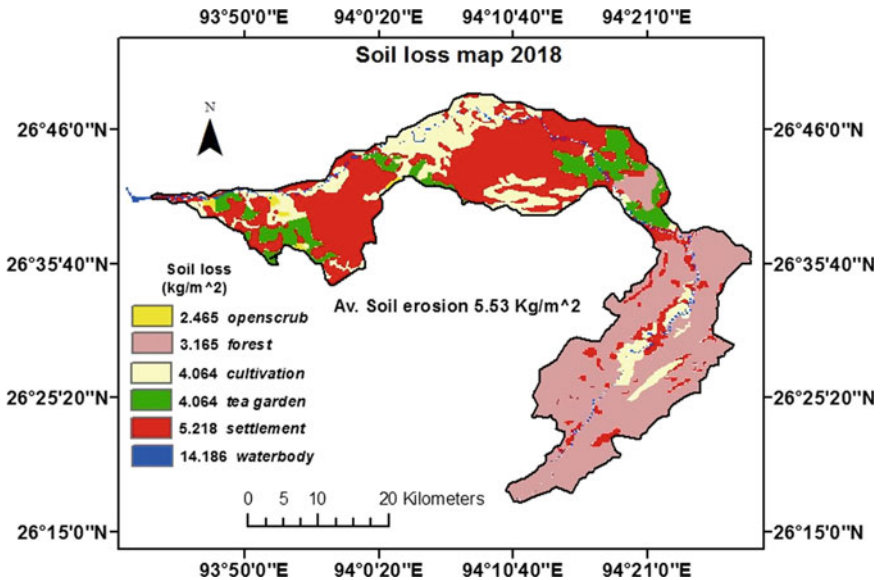 93°50'0"E 94°0'20"E 94°10'40"E 94°21'0"E
Soil loss map 2018
N
26°46'0"N 26°46'0"N
26°35'40"N 26°35'40"N
Soil loss
(kg/m^2)
Av. Soil erosion 5.53 Kg/m^2
2.465 openscrub
3.165 forest
4.064 cultivation
4.064 tea garden
5.218 settlement
14.186 waterbody
26°25'20"N 26°25'20"N
0 5 10 20 Kilometers
26°15'0"N 26°15'0"N
93°50'0"E 94°0'20"E 94°10'40"E 94°21'0"E